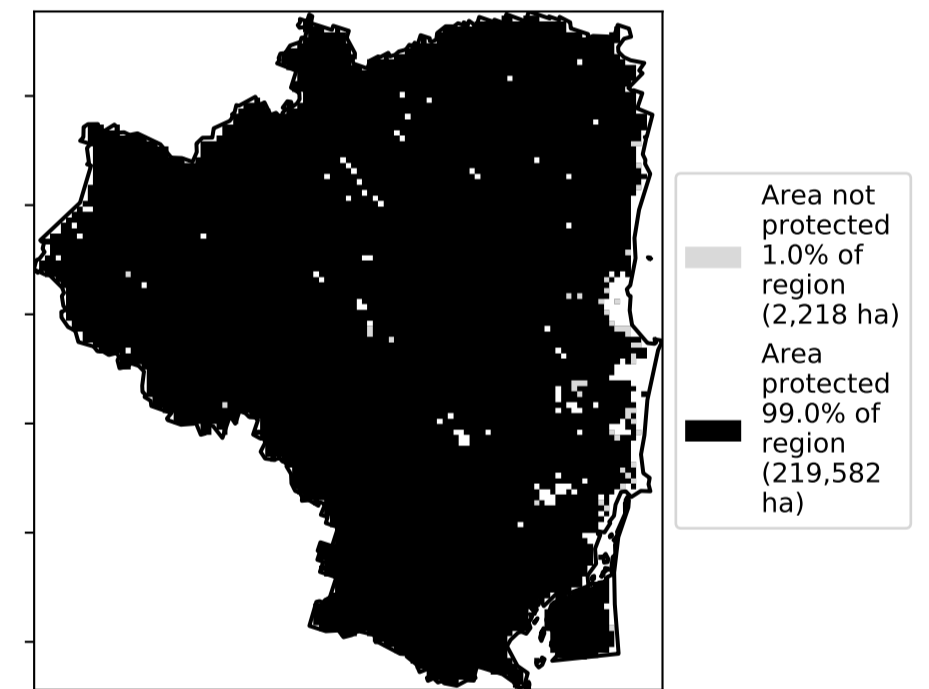 Area not
protected
1.0% of
region
(2,218 ha)
Area
protected
99.0% of
region
(219,582
ha)